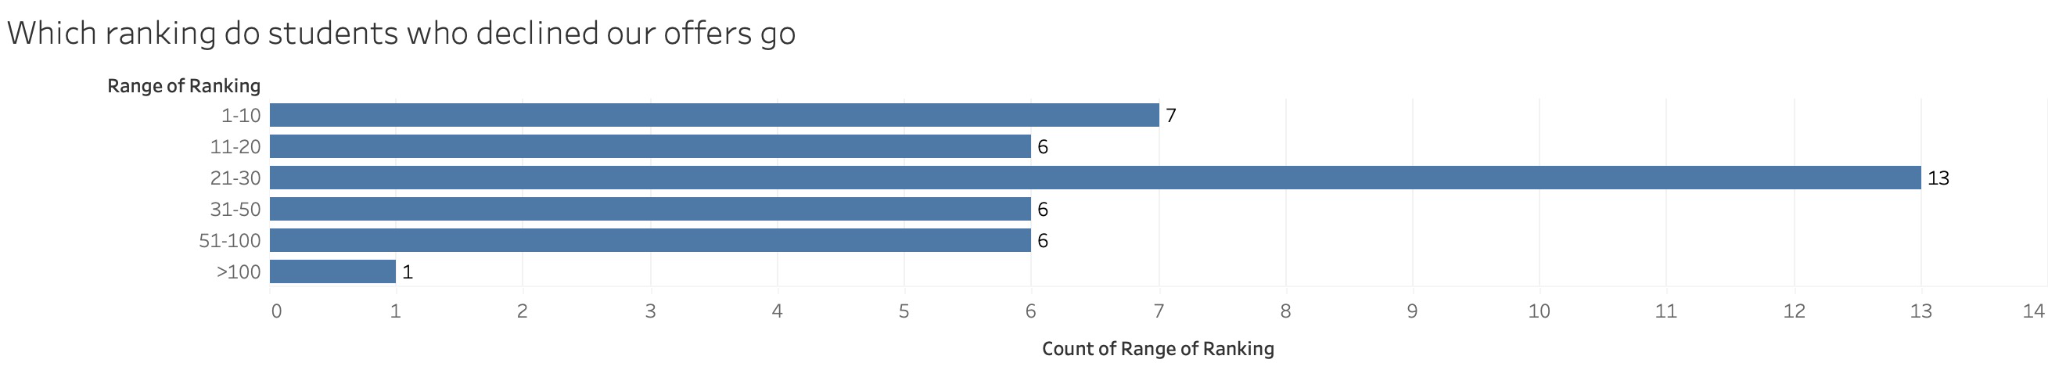 Which ranking do students who declined our offers go
Range of Ranking
1-10 7
11-20 6
21-30 13
31-50 6
51-100 6
>100 1
0 1 2 3 4 5 6 7 8 9 10 11 12 13 14
Count of Range of Ranking